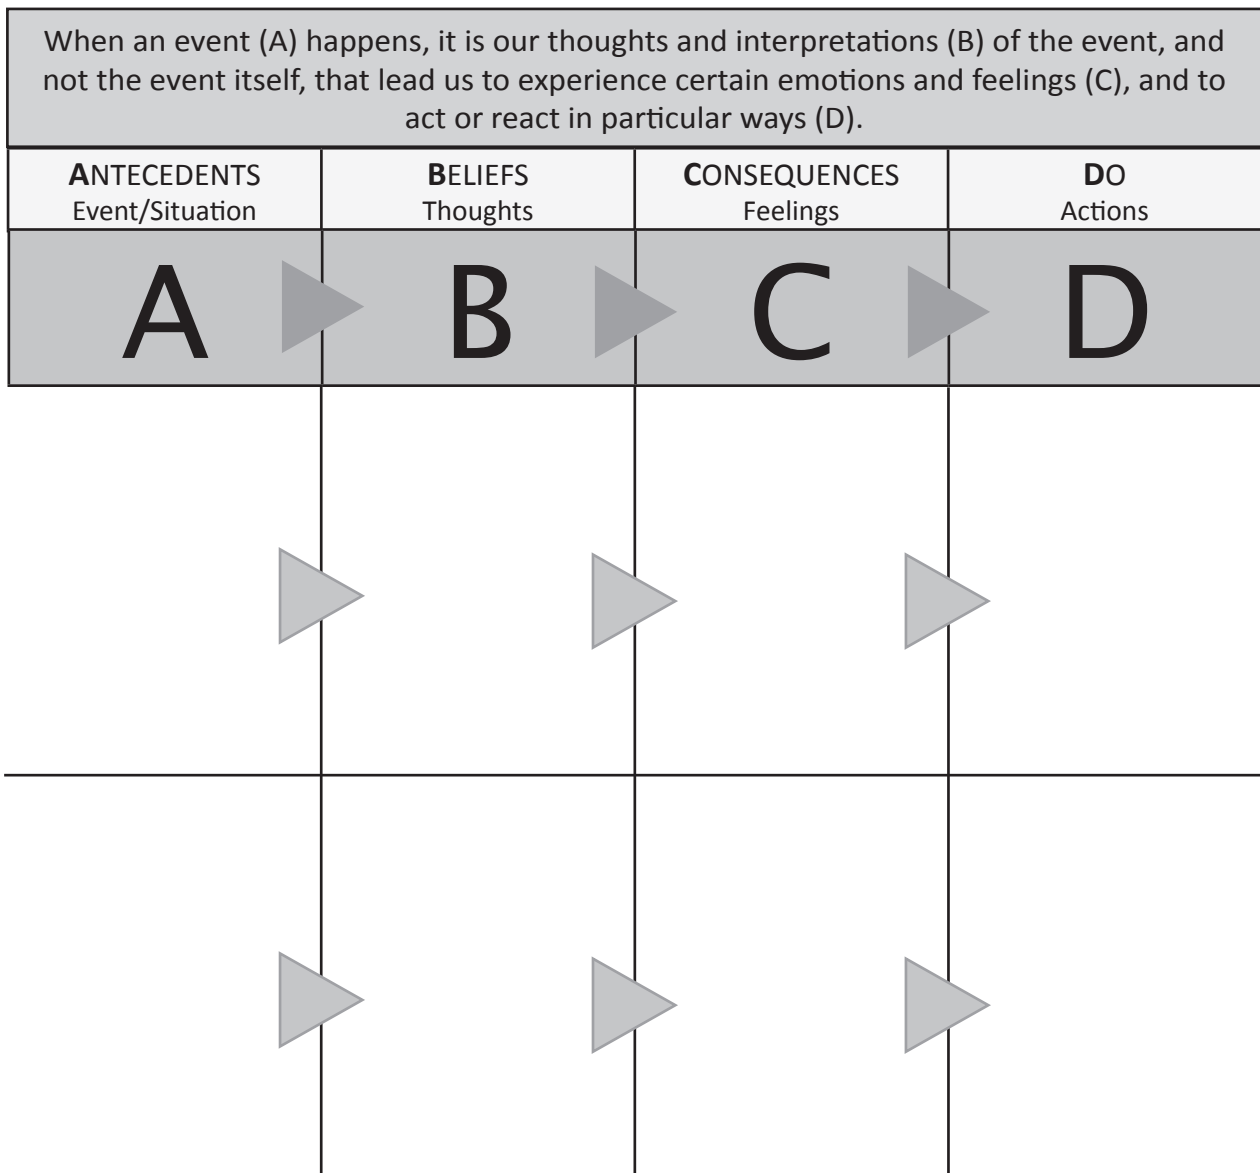 When an event (A) happens, it is our thoughts and interpretations (B) of the event, and
not the event itself, that lead us to experience certain emotions and feelings (C), and to
act or react in particular ways (D).
ANTECEDENTS
Event/Situation
BELIEFS
Thoughts
CONSEQUENCES
Feelings
DO
Actions
A
B
C
D